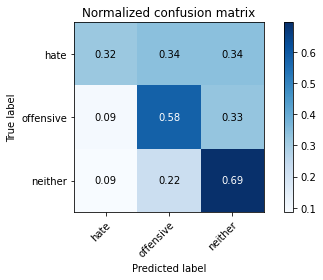 Normalized confusion matrix
True label
hate
0.32 0.34 0.34
offensive
0.09 0.58 0.33
neither
0.09 0.22 0.69
hate
offensive
neither
Predicted label
0.6
0.5
0.4
0.3
0.2
0.1